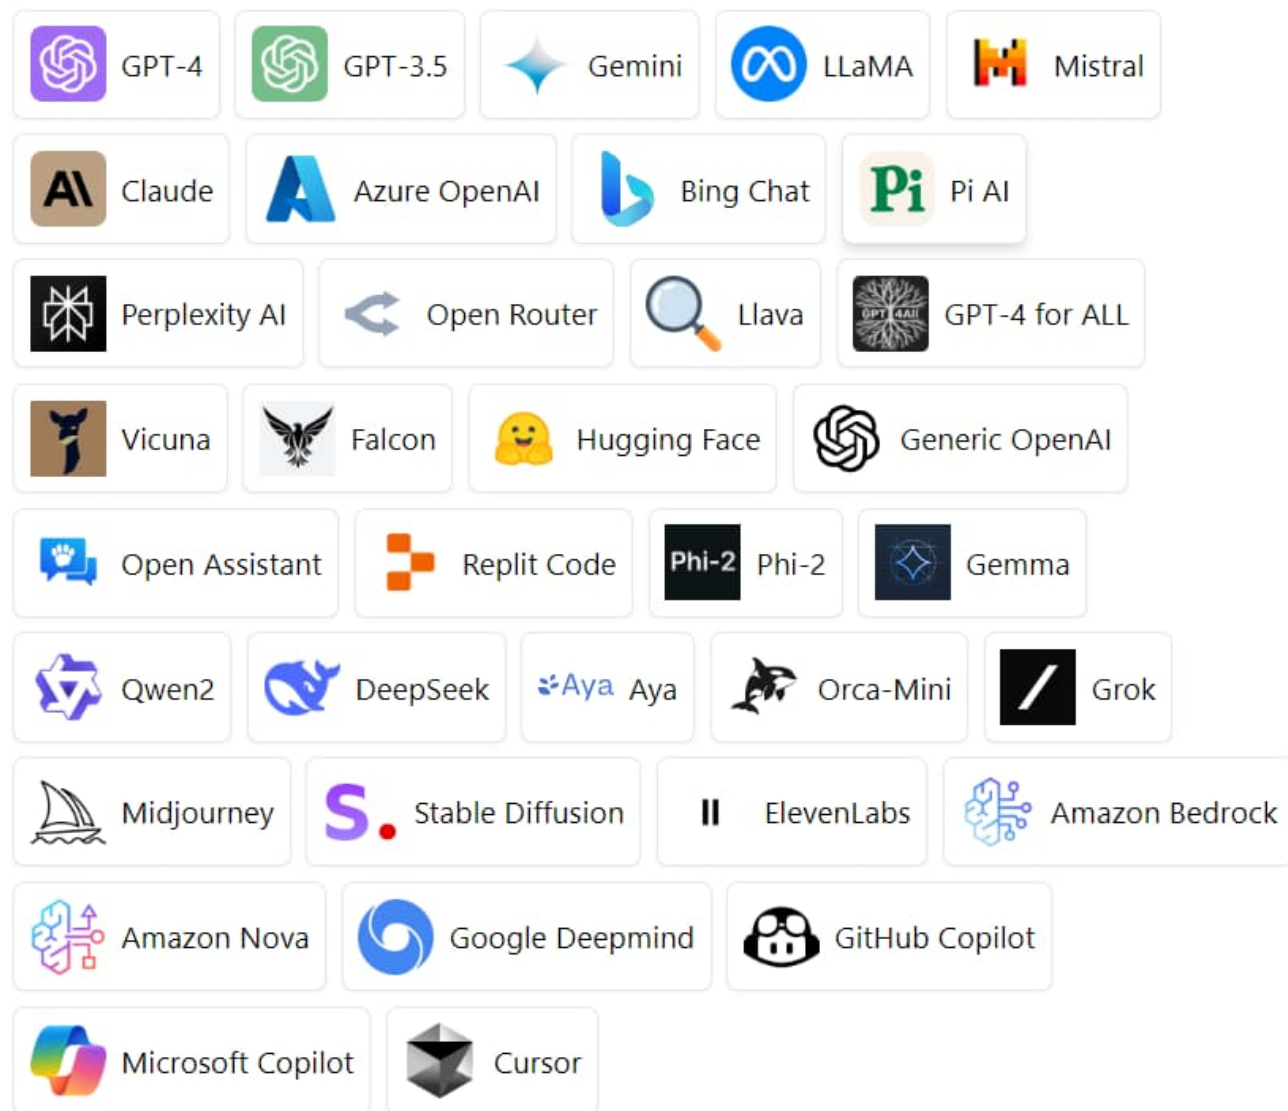 GPT-4
GPT-3.5
Gemini
LLaMA
Mistral
AI Claude
Azure OpenAI
Bing Chat
Pi Pi AI
Perplexity AI
Open Router
Llava
GPT4All GPT-4 for ALL
Vicuna
Falcon
Hugging Face
Generic OpenAI
Open Assistant
Replit Code
Phi-2 Phi-2
Gemma
Qwen2
DeepSeek
Aya Aya
Orca-Mini
Grok
Midjourney
S. Stable Diffusion
ElevenLabs
Amazon Bedrock
Amazon Nova
Google Deepmind
GitHub Copilot
Microsoft Copilot
Cursor